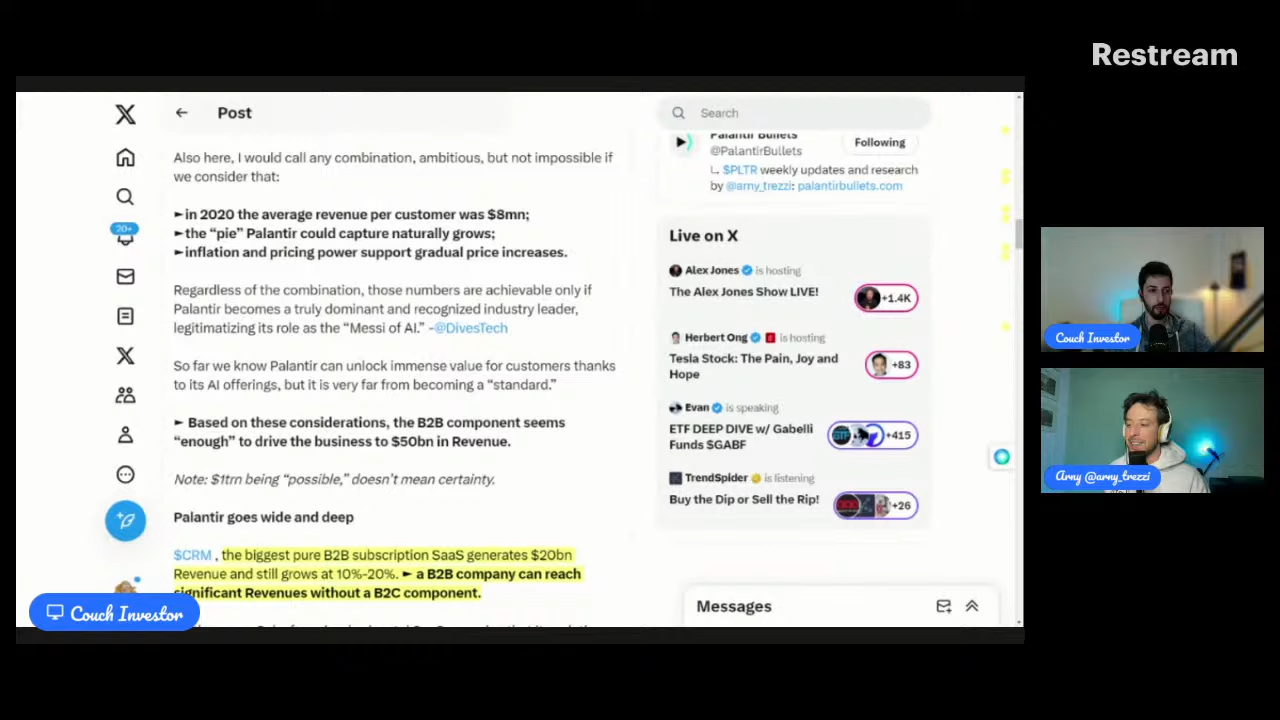 Restream
Post
Search
Also here, I would call any combination, ambitious, but not impossible if
we consider that:
►in 2020 the average revenue per customer was $8mn;
►the “pie” Palantir could capture naturally grows;
►inflation and pricing power support gradual price increases.
Regardless of the combination, those numbers are achievable only if
Palantir becomes a truly dominant and recognized industry leader,
legitimatizing its role as the “Messi of AI.” -@DivesTech
So far we know Palantir can unlock immense value for customers thanks
to its AI offerings, but it is very far from becoming a “standard.”
► Based on these considerations, the B2B component seems
“enough” to drive the business to $50bn in Revenue.
Note: $1trn being “possible,” doesn’t mean certainty.
Palantir goes wide and deep
$CRM , the biggest pure B2B subscription SaaS generates $20bn
Revenue and still grows at 10%-20%. ► a B2B company can reach
significant Revenues without a B2C component.
20+
Palantir Bullets
@PalantirBullets
Following
$PLTR weekly updates and research
by @arny_trezzi: palantirbullets.com
Live on X
Alex Jones is hosting
The Alex Jones Show LIVE!
+1.4K
Herbert Ong is hosting
Tesla Stock: The Pain, Joy and
Hope
+83
Evan is speaking
ETF DEEP DIVE w/ Gabelli
Funds $GABF
+415
TrendSpider is listening
Buy the Dip or Sell the Rip!
+26
Messages
Couch Investor
Couch Investor
Arny @arny_trezzi